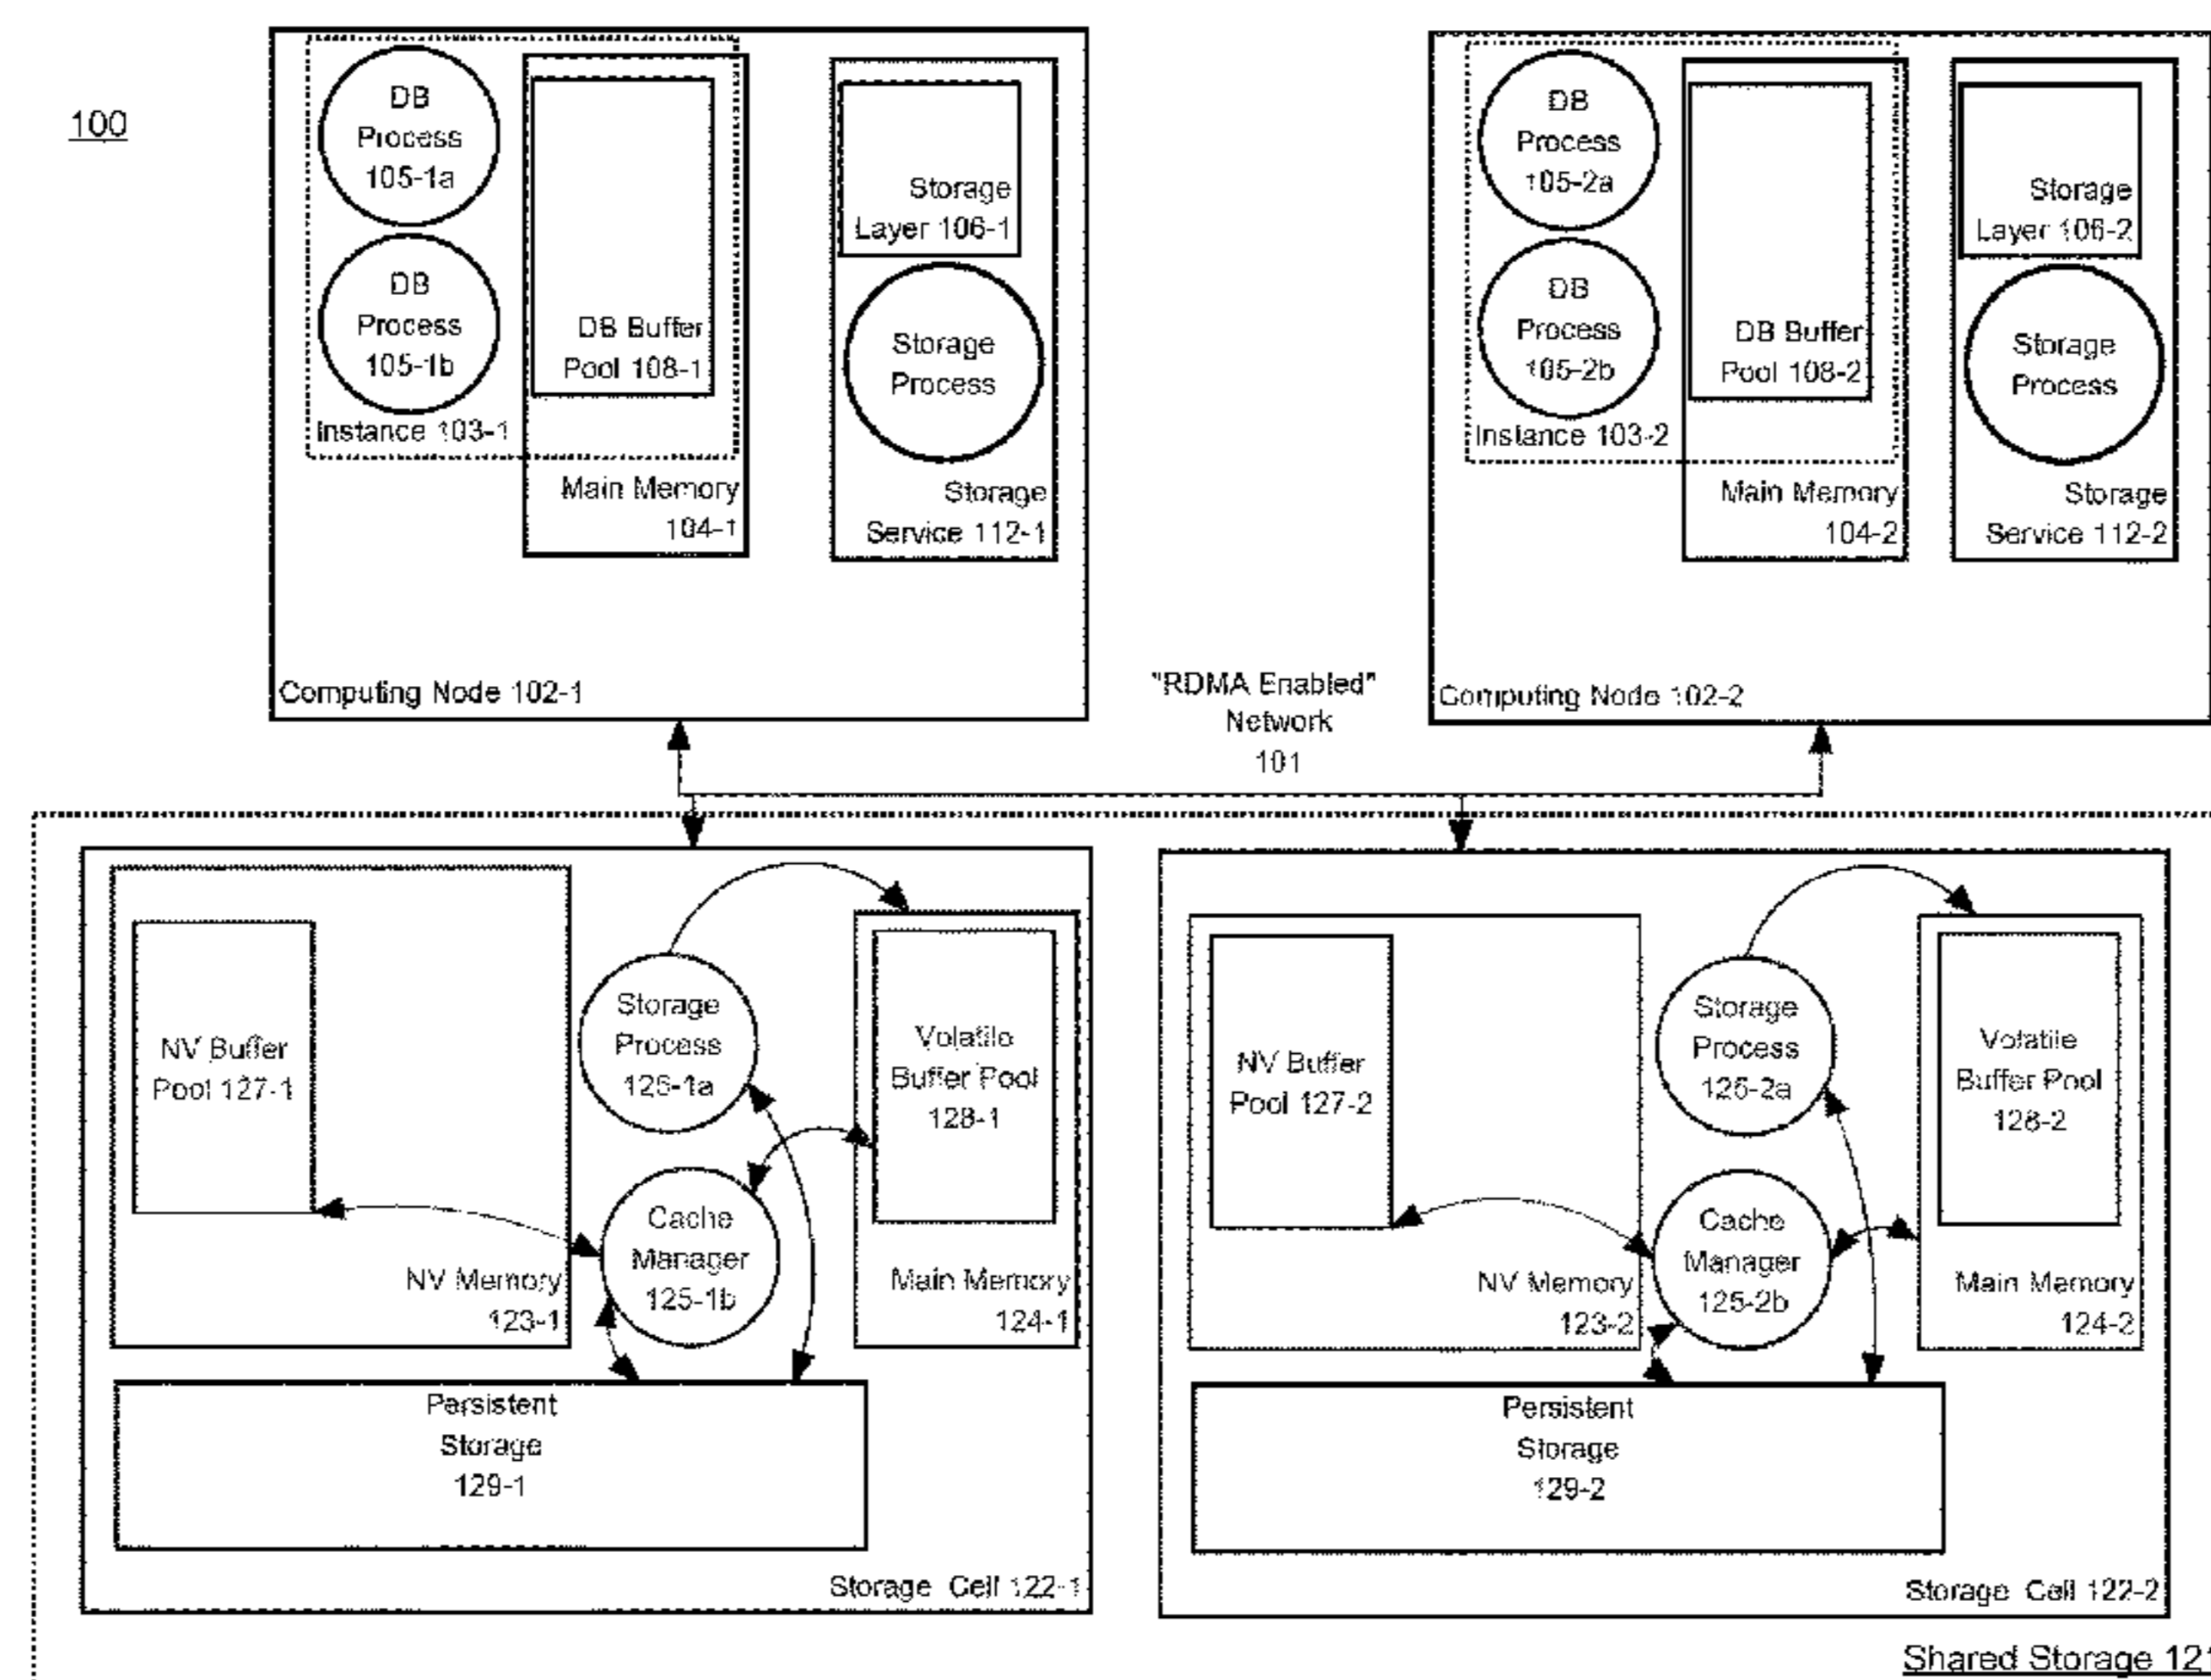 100
DB
Process
105-1a
DB
Process
105-1b
Instance 103-1
DB Buffer
Pool 108-1
Main Memory
104-1
Storage
Layer 106-1
Storage
Process
Storage
Service 112-1
Computing Node 102-1
"RDMA Enabled"
Network
101
DB
Process
105-2a
DB
Process
105-2b
Instance 103-2
DB Buffer
Pool 108-2
Main Memory
104-2
Storage
Layer 106-2
Storage
Process
Storage
Service 112-2
Computing Node 102-2
NV Buffer
Pool 127-1
NV Memory
123-1
Storage
Process
125-1a
Cache
Manager
125-1b
Volatile
Buffer Pool
128-1
Main Memory
124-1
Persistent
Storage
129-1
Storage Cell 122-1
NV Buffer
Pool 127-2
NV Memory
123-2
Storage
Process
125-2a
Cache
Manager
125-2b
Volatile
Buffer Pool
128-2
Main Memory
124-2
Persistent
Storage
129-2
Storage Cell 122-2
Shared Storage